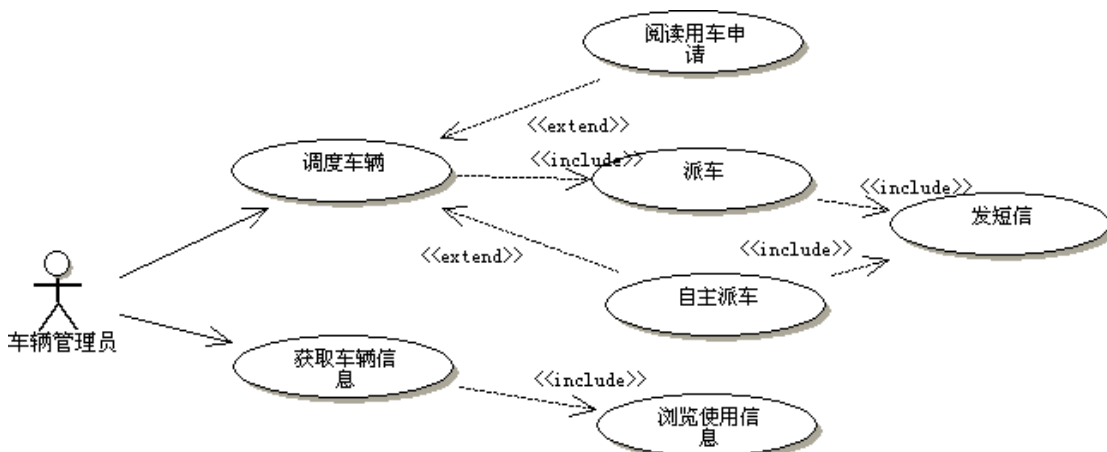 阅读用车申
请
<<extend>>
调度车辆
<<include>>
派车
<<include>>
发短信
<<extend>>
<<include>>
自主派车
车辆管理员
获取车辆信
息
<<include>>
浏览使用信
息